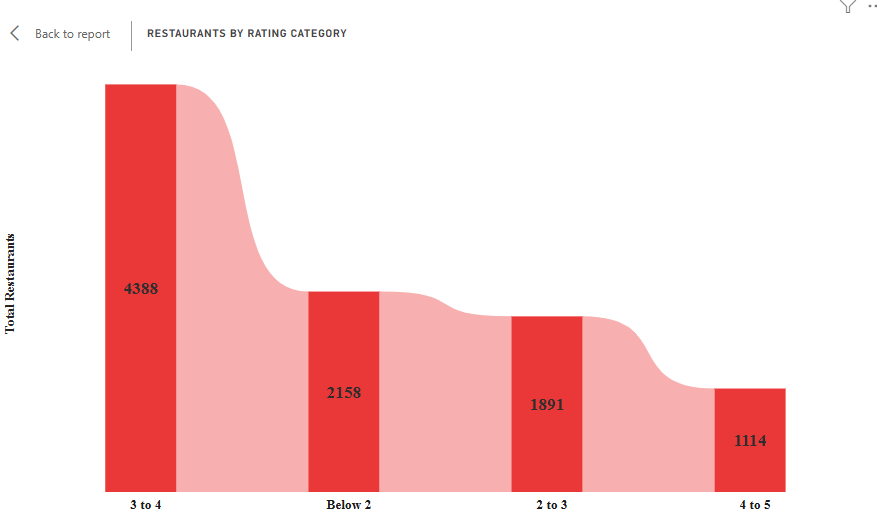 Back to report
RESTAURANTS BY RATING CATEGORY
Total Restaurants
4388
2158
1891
1114
3 to 4
Below 2
2 to 3
4 to 5